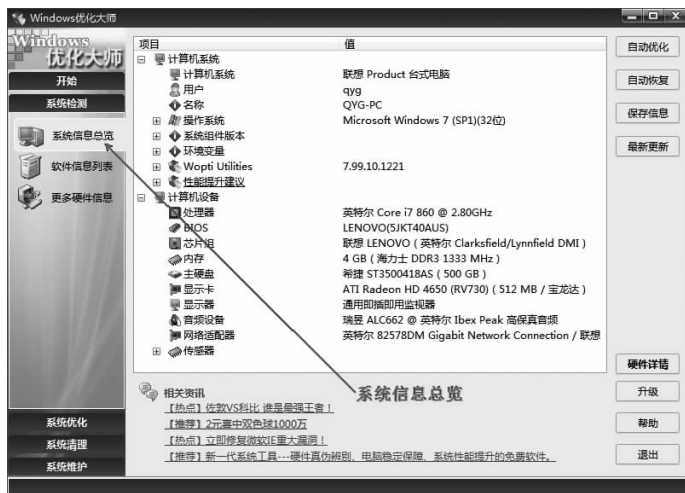 Windows优化大师
Windows
优化大师
开始
系统检测
系统信息总览
软件信息列表
更多硬件信息
系统优化
系统清理
系统维护
项目 值
计算机系统
计算机系统 联想 Product 台式电脑
用户 qyg
名称 QYG-PC
操作系统 Microsoft Windows 7 (SP1)(32位)
系统组件版本
环境变量
Wopti Utilities 7.99.10.1221
性能提升建议
计算机设备
处理器 英特尔 Core i7 860 @ 2.80GHz
BIOS LENOVO(5JKT40AUS)
芯片组 联想 LENOVO ( 英特尔 Clarksfield/Lynnfield DMI )
内存 4 GB ( 海力士 DDR3 1333 MHz )
主硬盘 希捷 ST3500418AS ( 500 GB )
显示卡 ATI Radeon HD 4650 (RV730) ( 512 MB / 宝龙达 )
显示器 通用即插即用监视器
音频设备 瑞昱 ALC662 @ 英特尔 Ibex Peak 高保真音频
网络适配器 英特尔 82578DM Gigabit Network Connection / 联想
传感器
系统信息总览
相关资讯
【热点】佐敦VS科比 谁是最强王者！
【推荐】2元喜中双色球1000万
【热点】立即修复微软IE重大漏洞！
【推荐】新一代系统工具---硬件真伪辨别、电脑稳定保障、系统性能提升的免费软件。
自动优化
自动恢复
保存信息
最新更新
硬件详情
升级
帮助
退出